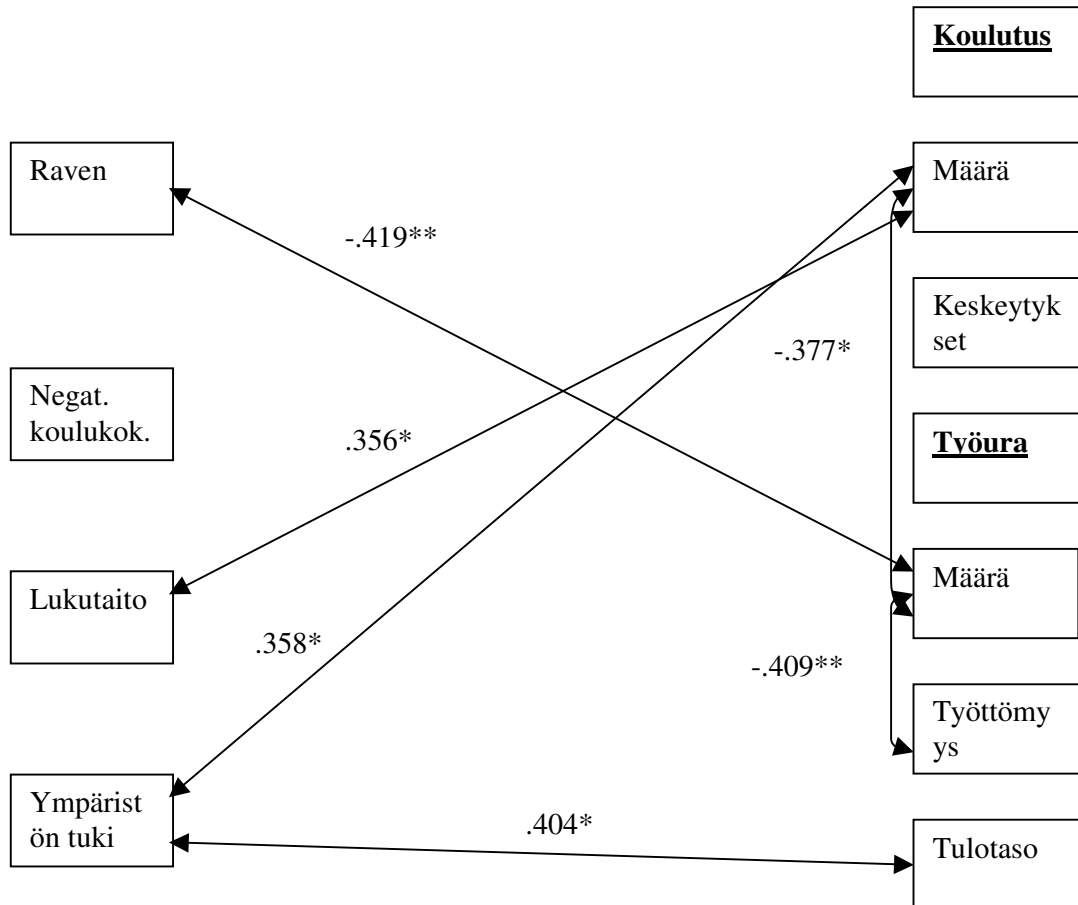 Koulutus
Raven
Määrä
-.419**
Keskeytyk
set
-.377*
Negat.
koulukok.
.356*
Työura
Lukutaito
Määrä
.358*
-.409**
Työttömy
ys
Ympärist
ön tuki
.404*
Tulotaso